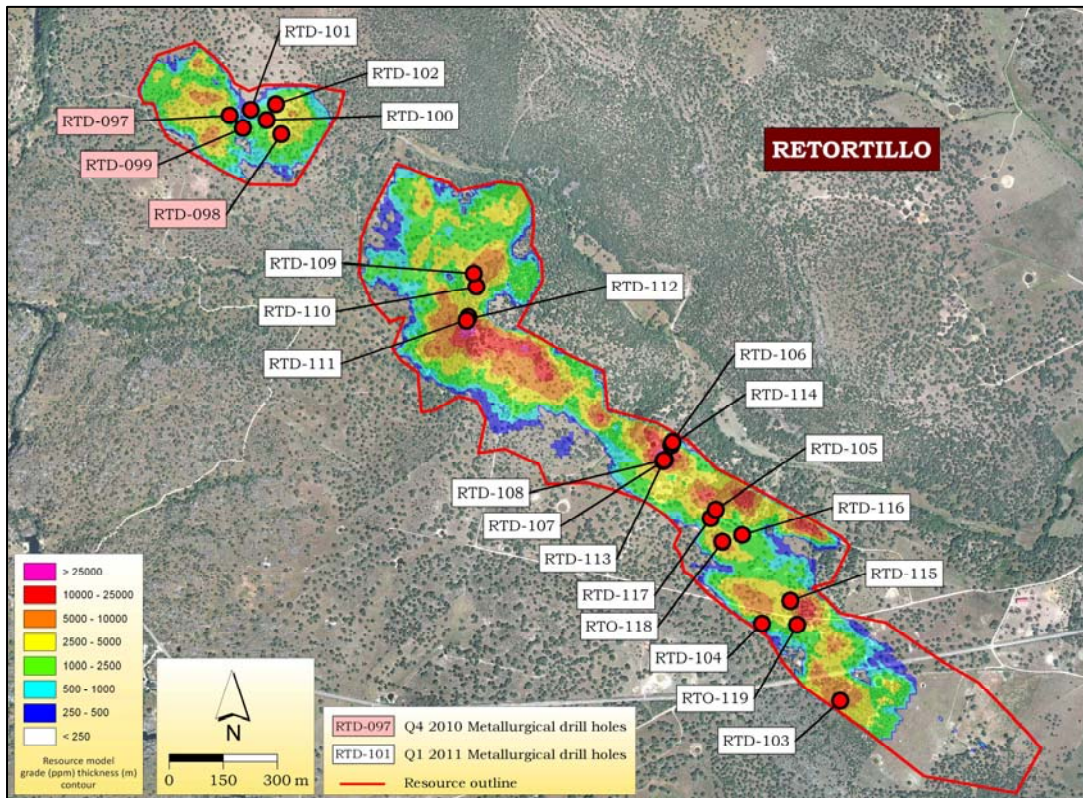 RTD-101
RTD-102
RTD-097
RTD-100
RTD-099
RTD-098
RETORTILLO
RTD-109
RTD-112
RTD-110
RTD-111
RTD-106
RTD-114
RTD-105
RTD-108
RTD-107
RTD-116
RTD-113
RTD-115
RTD-117
RTO-118
RTD-104
RTO-119
RTD-103
> 25000
10000 - 25000
5000 - 10000
2500 - 5000
1000 - 2500
500 - 1000
250 - 500
< 250
Resource model
grade (ppm) thickness (m)
contour
N
0 150 300 m
RTD-097 Q4 2010 Metallurgical drill holes
RTD-101 Q1 2011 Metallurgical drill holes
Resource outline